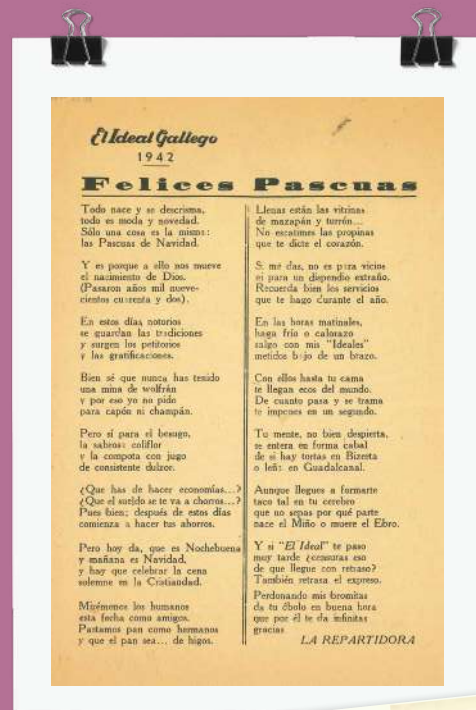 El Ideal Gallego
1942
Felices Pascuas
Todo nace y se descrisma,
todo es moda y novedad.
Sólo una cosa es la misma:
las Pascuas de Navidad.
Y es porque a ello nos mueve
el nacimiento de Dios.
(Pasaron años mil nueve-
cientos cuarenta y dos).
En estos días notorios
se guardan las tradiciones
y surgen los petitorios
y las gratificaciones.
Bien sé que nunca has tenido
una mina de wolfrán
y por eso yo no pido
para capón ni champán.
Pero sí para el besugo,
la sabrosa coliflor
y la compota con jugo
de consistente dulzor.
¿Que has de hacer economías...?
¿Que el sueldo se te va a chorros...?
Pues bien; después de estos días
comienza a hacer tus ahorros.
Pero hoy da, que es Nochebuena
y mañana es Navidad,
y hay que celebrar la cena
solemne en la Cristiandad.
Mirémonos los humanos
esta fecha como amigos.
Partamos pan como hermanos
y que el pan sea... de higos.
Llenas están las vitrinas
de mazapán y turrón...
No escatimes las propinas
que te dicte el corazón.
Si me das, no es para vicios
ni para un dispendio extraño.
Recuerda bien los servicios
que te hago durante el año.
En las horas matinales,
haga frío o calorazo
salgo con mis "Ideales"
metidos bajo de un brazo.
Con ellos hasta tu cama
te llegan ecos del mundo.
De cuanto pasa y se trama
te impones en un segundo.
Tu mente, no bien despierta,
se entera en forma cabal
de si hay tortas en Bizerta
o leña en Guadalcanal.
Aunque llegues a formarte
taco tal en tu cerebro
que no sepas por qué parte
nace el Miño o muere el Ebro.
Y si "El Ideal" te paso
muy tarde ¿censuras eso
de que llegue con retraso?
También retrasa el expreso.
Perdonando mis bromitas
da tu óbolo en buena hora
que por él te da infinitas
gracias
LA REPARTIDORA